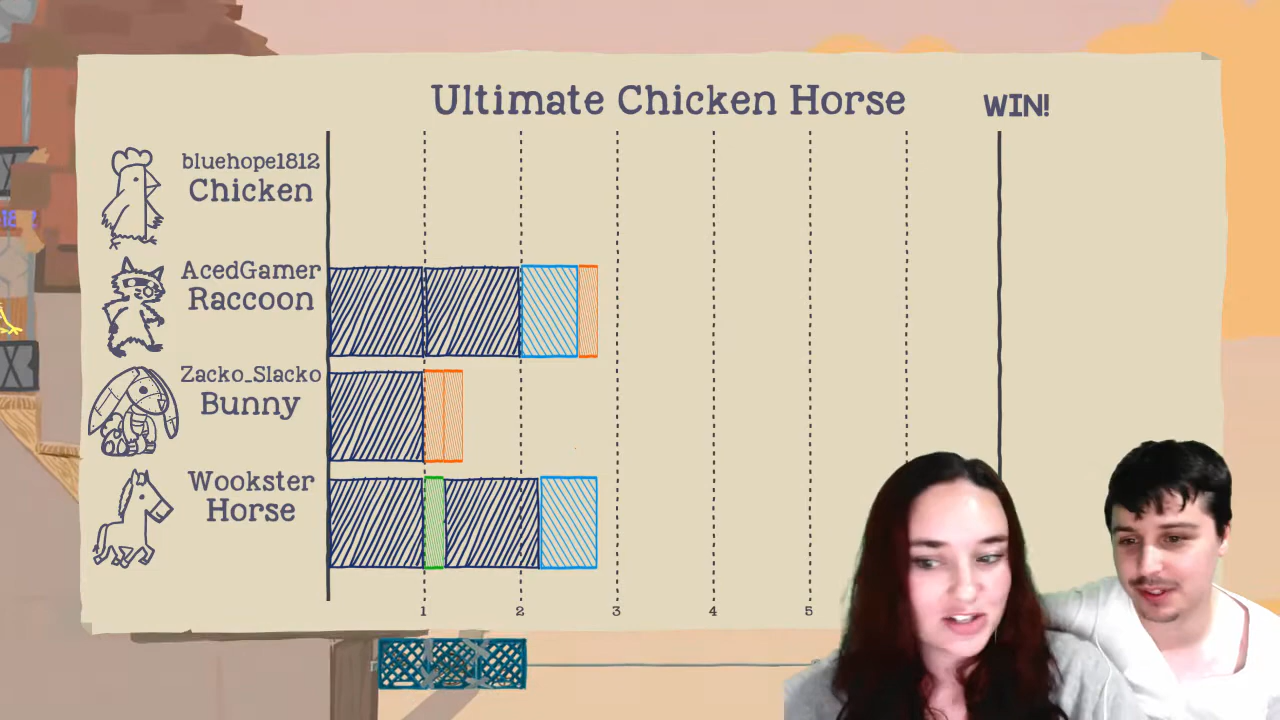 Ultimate Chicken Horse
WIN!
bluehope1812
Chicken
AcedGamer
Raccoon
Zacko_Slacko
Bunny
Wookster
Horse
1 2 3 4 5